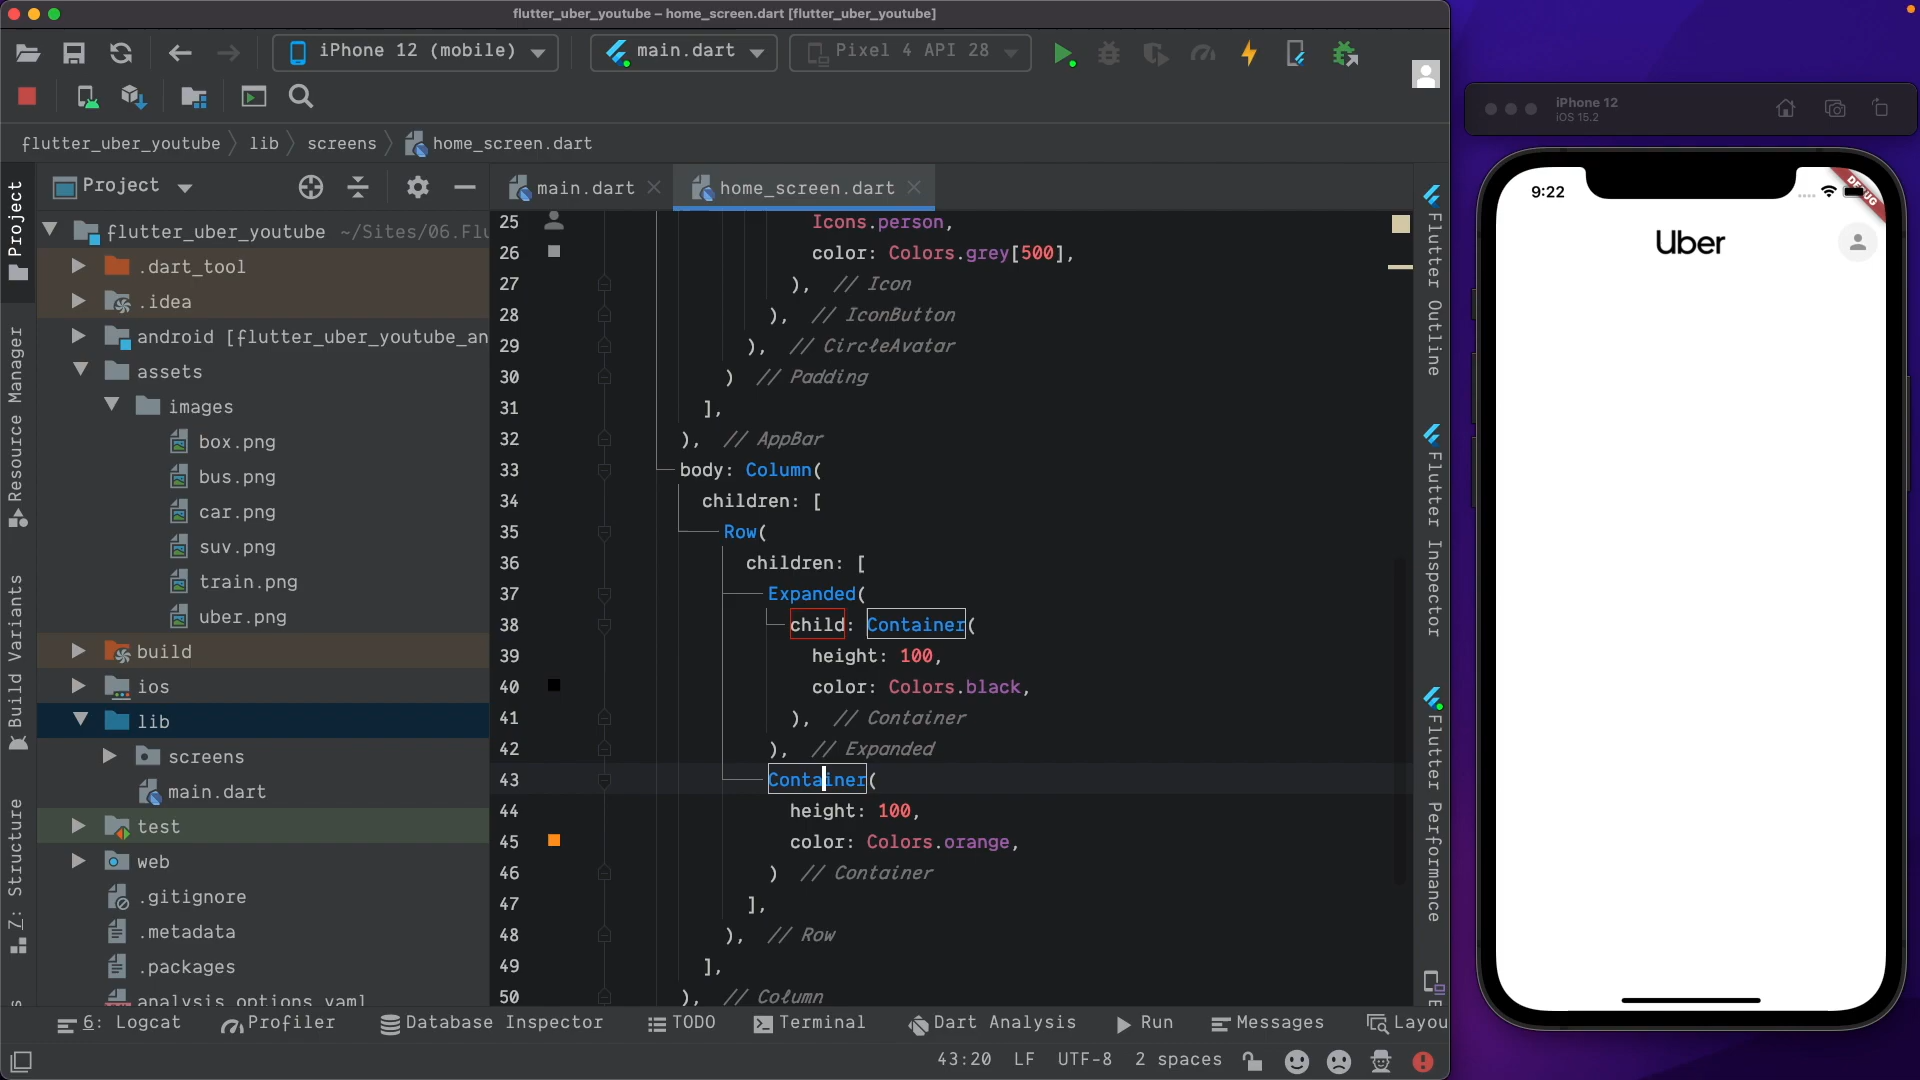 flutter_uber_youtube – home_screen.dart [flutter_uber_youtube]
iPhone 12 (mobile)
main.dart
Pixel 4 API 28
flutter_uber_youtube
lib
screens
home_screen.dart
Project
Resource Manager
Build Variants
Z: Structure
Project
flutter_uber_youtube ~/Sites/06.Flu
.dart_tool
.idea
android [flutter_uber_youtube_an
assets
images
box.png
bus.png
car.png
suv.png
train.png
uber.png
build
ios
lib
screens
main.dart
test
web
.gitignore
.metadata
.packages
analysis_options.yaml
main.dart
home_screen.dart
25 Icons.person,
26 color: Colors.grey[500],
27 ), // Icon
28 ), // IconButton
29 ), // CircleAvatar
30 ) // Padding
31 ],
32 ), // AppBar
33 body: Column(
34 children: [
35 Row(
36 children: [
37 Expanded(
38 child: Container(
39 height: 100,
40 color: Colors.black,
41 ), // Container
42 ), // Expanded
43 Container(
44 height: 100,
45 color: Colors.orange,
46 ) // Container
47 ],
48 ), // Row
49 ],
50 ), // Column
Flutter Outline
Flutter Inspector
Flutter Performance
6: Logcat
Profiler
Database Inspector
TODO
Terminal
Dart Analysis
Run
Messages
Layou
43:20
LF
UTF-8
2 spaces
iPhone 12
iOS 15.2
9:22
DEBUG
Uber